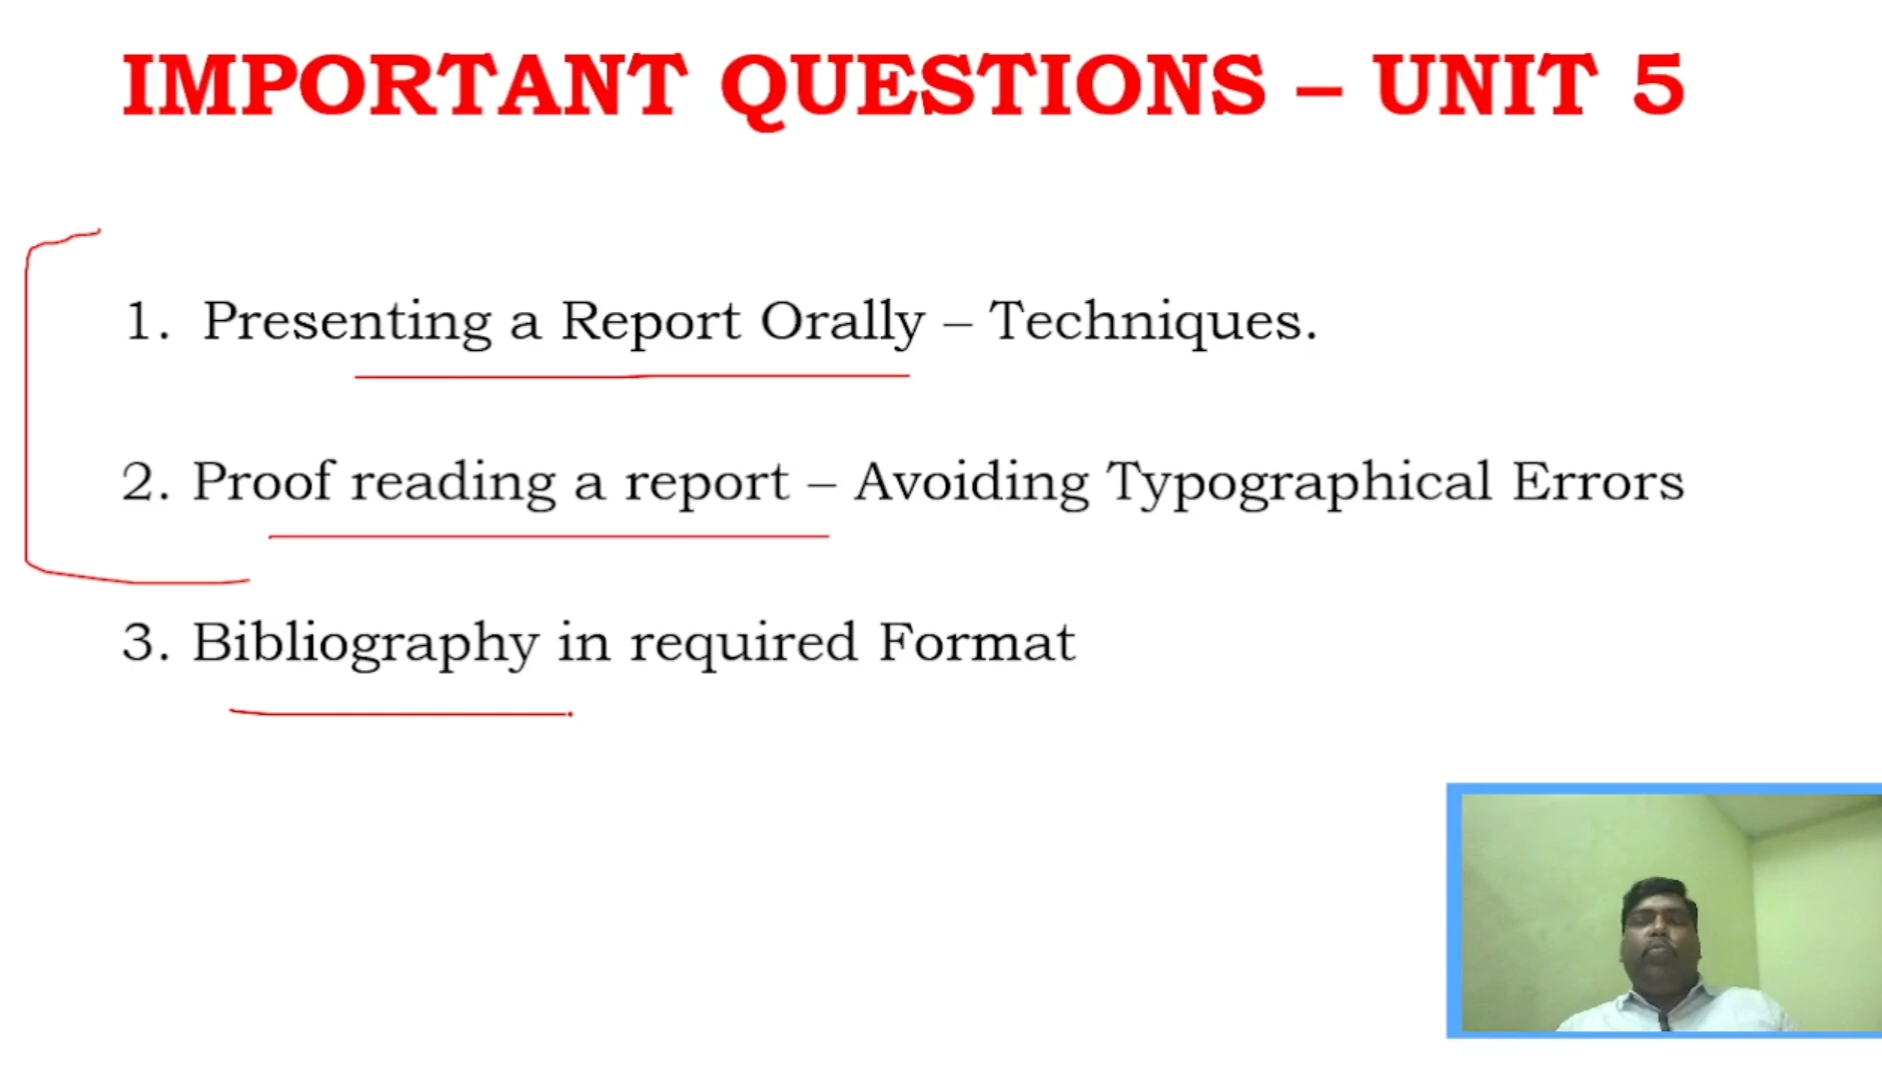 IMPORTANT QUESTIONS – UNIT 5
1. Presenting a Report Orally – Techniques.
2. Proof reading a report – Avoiding Typographical Errors
3. Bibliography in required Format